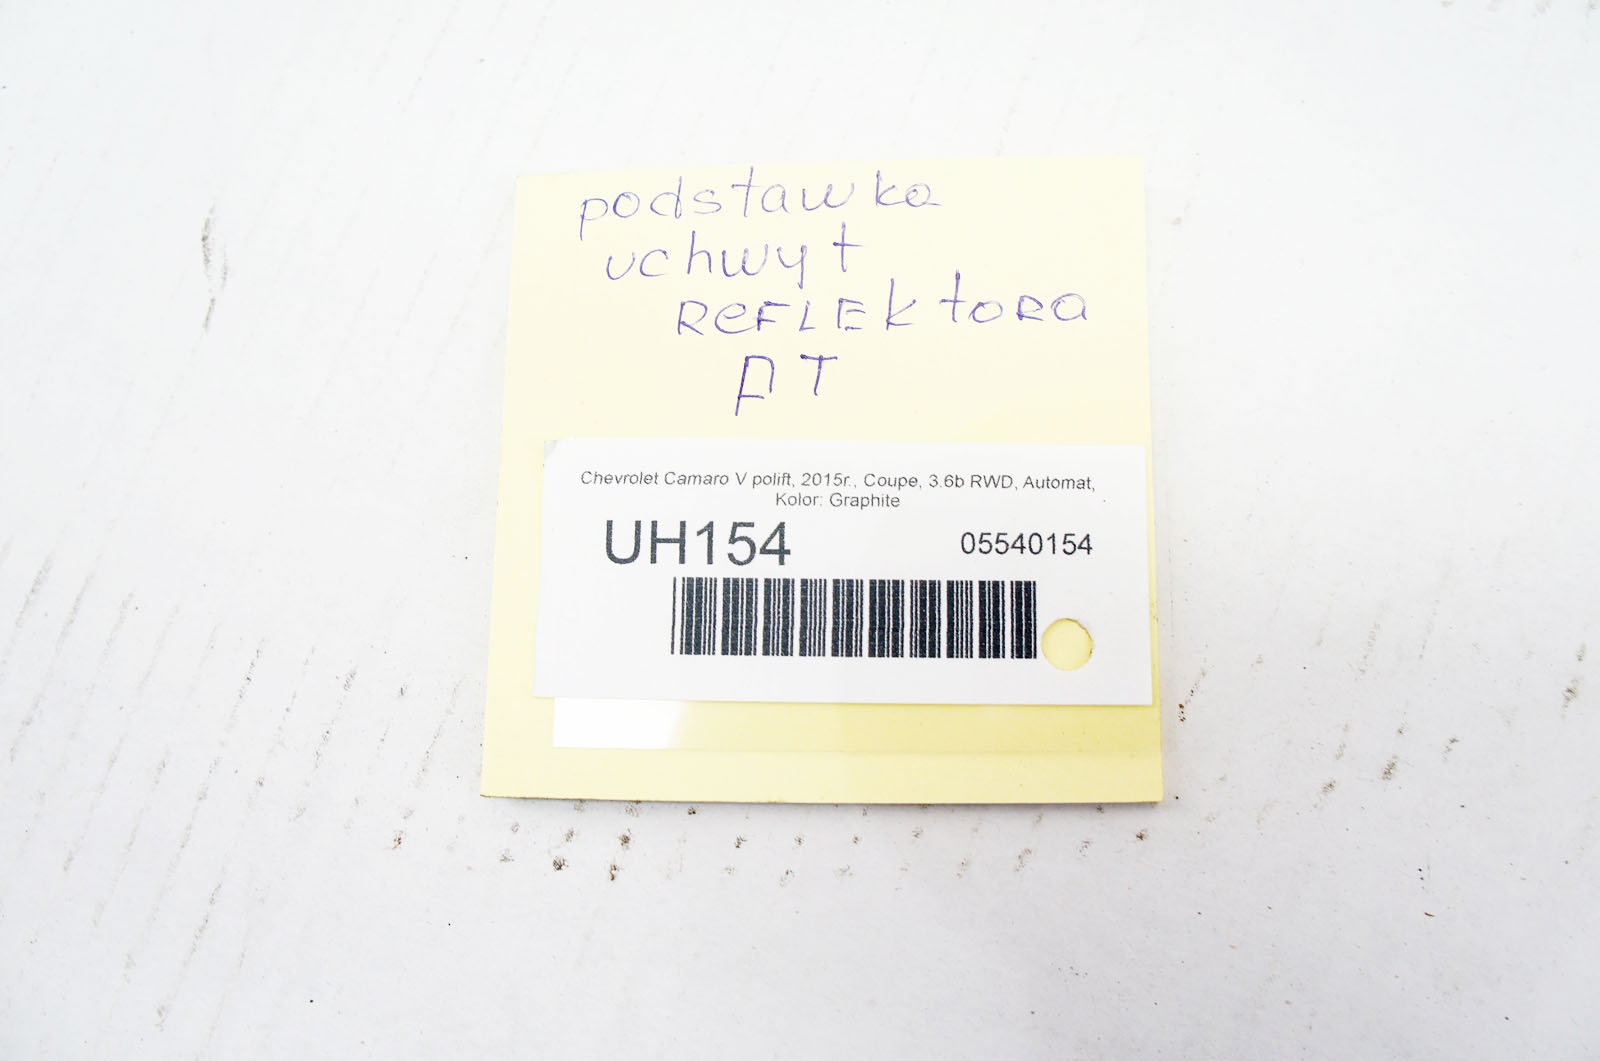 podstawka
uchwyt
REFLEKtORA
PT
Chevrolet Camaro V polift, 2015r., Coupe, 3.6b RWD, Automat,
Kolor: Graphite
UH154
05540154